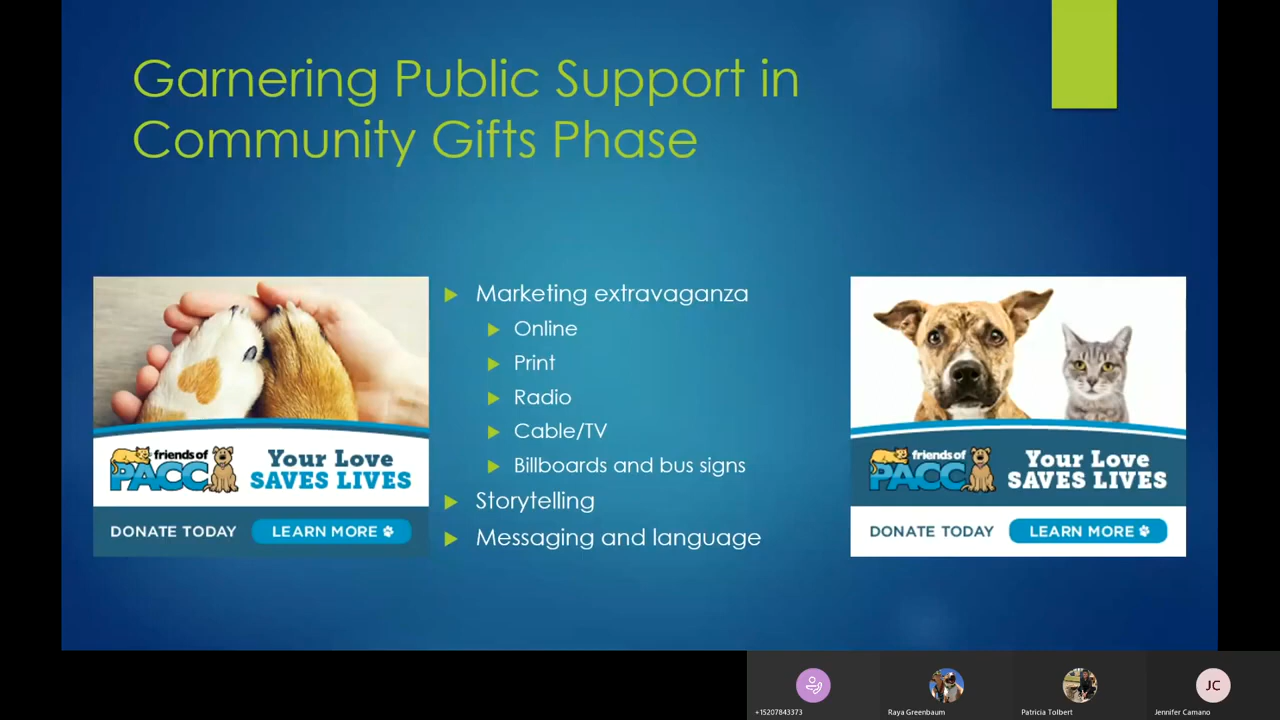 Garnering Public Support in
Community Gifts Phase
friends of
PACC
Your Love
SAVES LIVES
DONATE TODAY
LEARN MORE
Marketing extravaganza
Online
Print
Radio
Cable/TV
Billboards and bus signs
Storytelling
Messaging and language
friends of
PACC
Your Love
SAVES LIVES
DONATE TODAY
LEARN MORE
JC
+15207843373
Raya Greenbaum
Patricia Tolbert
Jennifer Camano